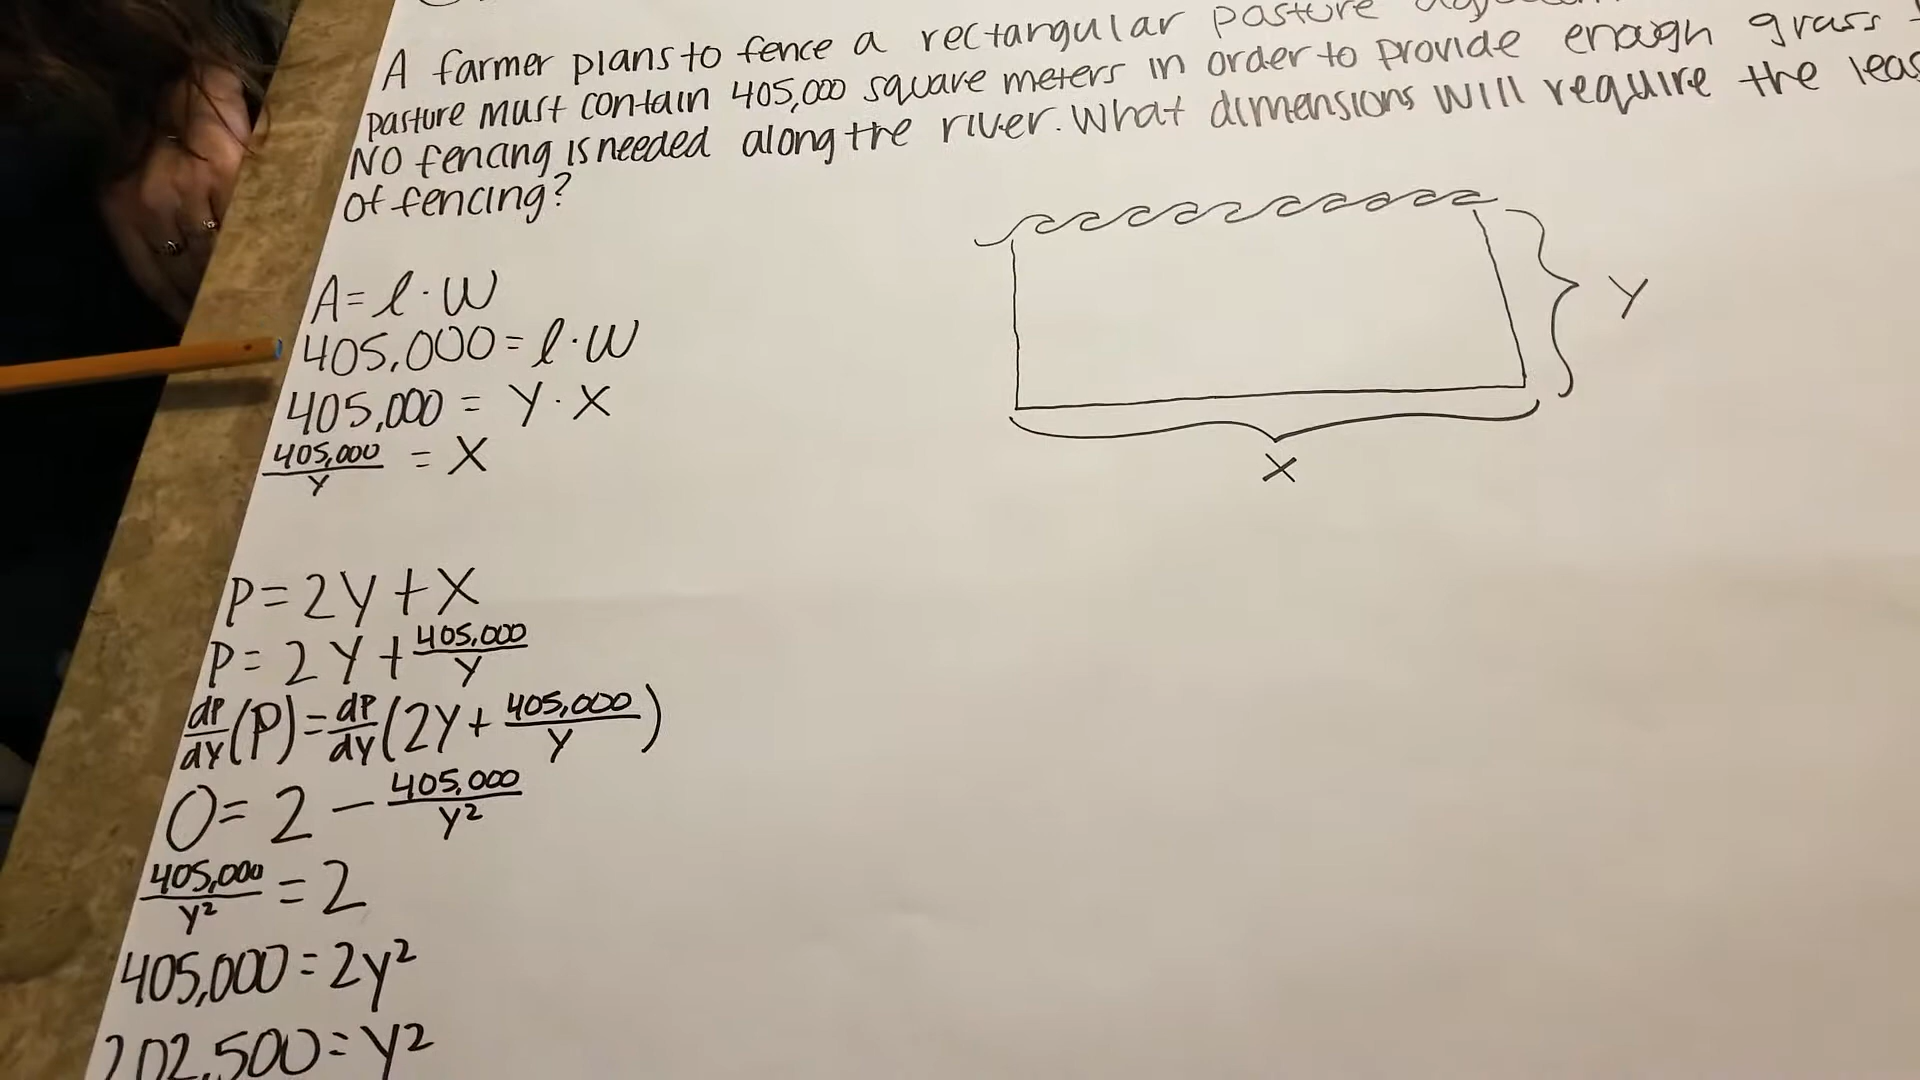 A farmer plans to fence a rectangular pasture
pasture must contain 405,000 square meters in order to provide enough grass
NO fencing is needed along the river. What dimensions will require the leas
of fencing?
A = l · W
405,000 = l · W
405,000 = Y · X
405,000/Y = X
Y
X
P = 2Y + X
P = 2Y + 405,000/Y
dP/dY (P) = dP/dY (2Y + 405,000/Y)
0 = 2 - 405,000/Y²
405,000/Y² = 2
405,000 = 2y²
202,500 = Y²